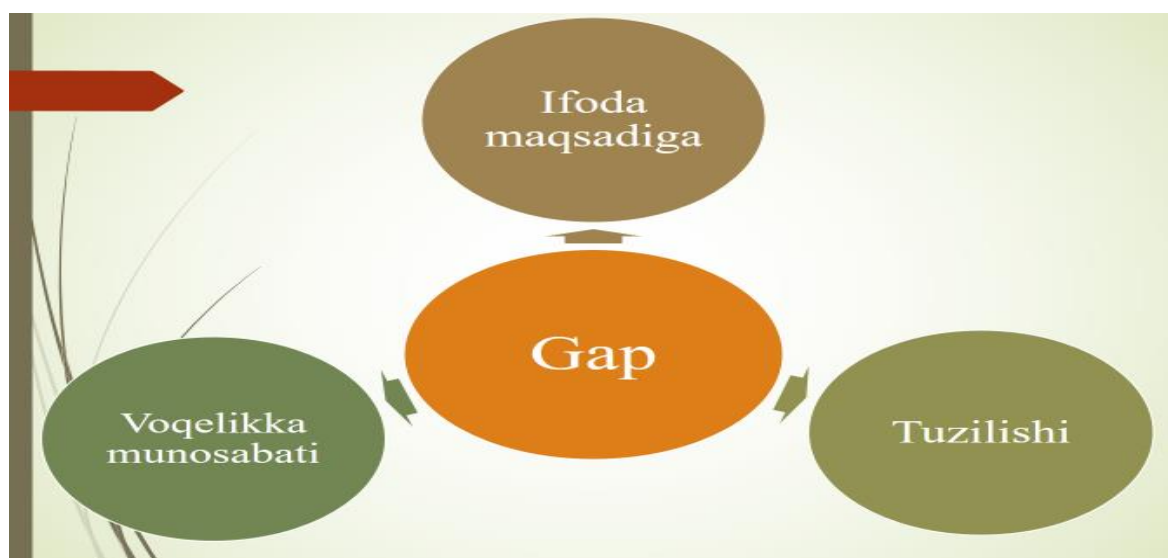 Ifoda
maqsadiga
Gap
Voqelikka
munosabati
Tuzilishi